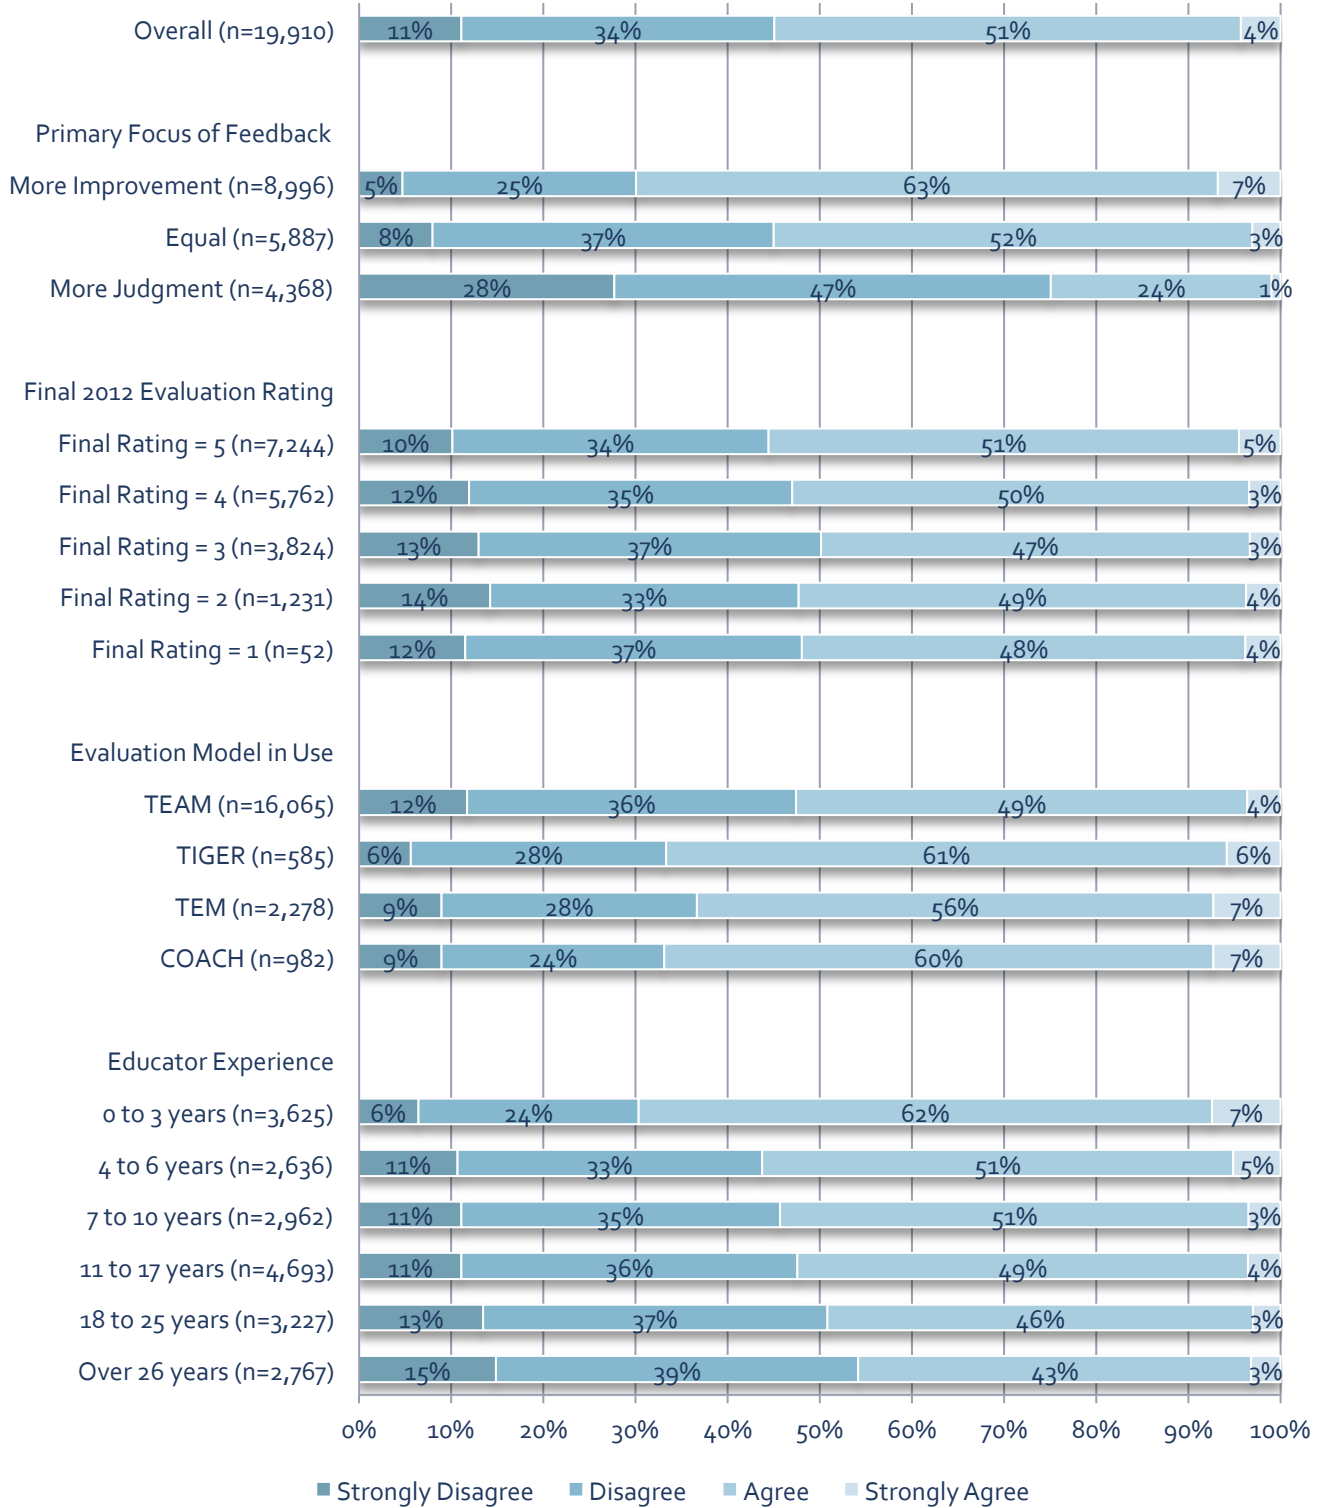 Overall (n=19,910) 11% 34% 51% 4%
Primary Focus of Feedback
More Improvement (n=8,996) 5% 25% 63% 7%
Equal (n=5,887) 8% 37% 52% 3%
More Judgment (n=4,368) 28% 47% 24% 1%
Final 2012 Evaluation Rating
Final Rating = 5 (n=7,244) 10% 34% 51% 5%
Final Rating = 4 (n=5,762) 12% 35% 50% 3%
Final Rating = 3 (n=3,824) 13% 37% 47% 3%
Final Rating = 2 (n=1,231) 14% 33% 49% 4%
Final Rating = 1 (n=52) 12% 37% 48% 4%
Evaluation Model in Use
TEAM (n=16,065) 12% 36% 49% 4%
TIGER (n=585) 6% 28% 61% 6%
TEM (n=2,278) 9% 28% 56% 7%
COACH (n=982) 9% 24% 60% 7%
Educator Experience
0 to 3 years (n=3,625) 6% 24% 62% 7%
4 to 6 years (n=2,636) 11% 33% 51% 5%
7 to 10 years (n=2,962) 11% 35% 51% 3%
11 to 17 years (n=4,693) 11% 36% 49% 4%
18 to 25 years (n=3,227) 13% 37% 46% 3%
Over 26 years (n=2,767) 15% 39% 43% 3%
0% 10% 20% 30% 40% 50% 60% 70% 80% 90% 100%
Strongly Disagree Disagree Agree Strongly Agree